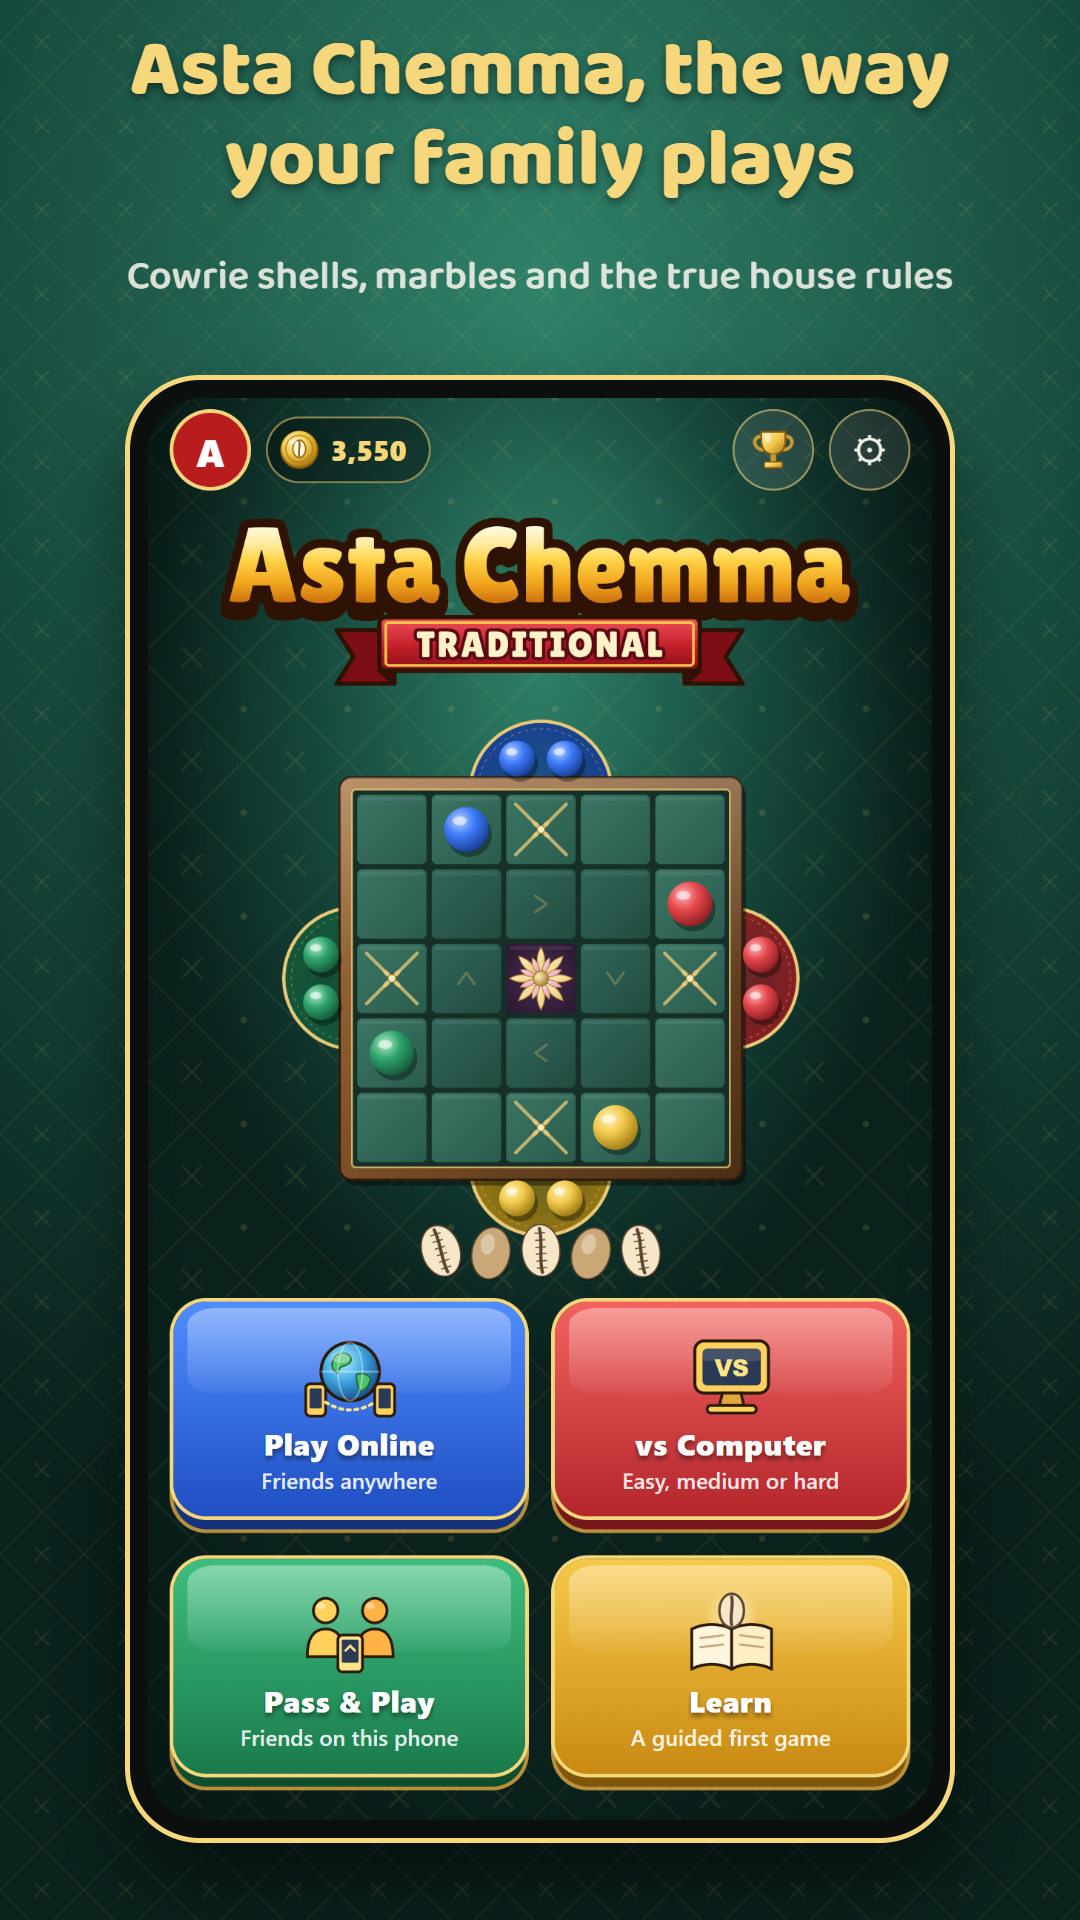 Asta Chemma, the way
your family plays
Cowrie shells, marbles and the true house rules
A
3,550
Asta Chemma
TRADITIONAL
Play Online
Friends anywhere
VS
vs Computer
Easy, medium or hard
Pass & Play
Friends on this phone
Learn
A guided first game